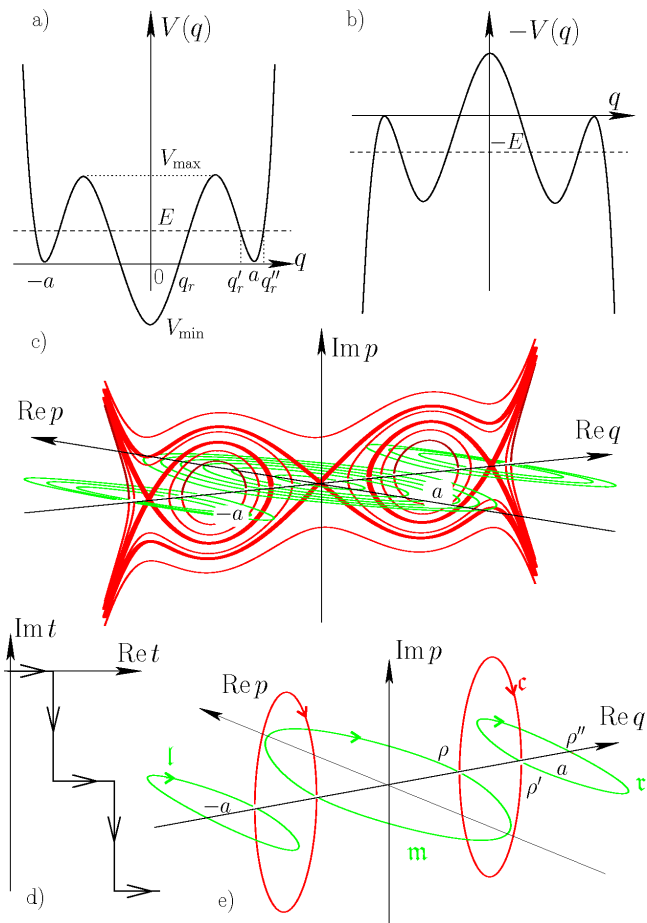 a)
V(q)
V_max
E
-a
0
q_r
q'_r
a
q''_r
q
V_min
b)
-V(q)
q
-E
c)
Im p
Re p
Re q
-a
a
Im t
Re t
d)
Im p
Re p
𝔠
Re q
𝔩
ρ
ρ''
-a
ρ'
a
𝔯
𝔪
e)